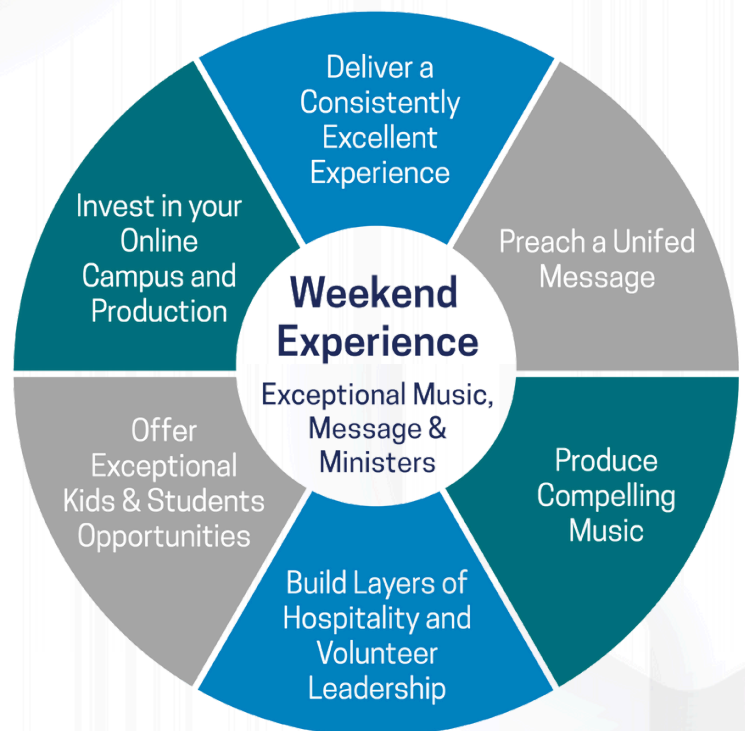 Deliver a
Consistently
Excellent
Experience
Preach a Unifed
Message
Produce
Compelling
Music
Build Layers of
Hospitality and
Volunteer
Leadership
Offer
Exceptional
Kids & Students
Opportunities
Invest in your
Online
Campus and
Production
Weekend
Experience
Exceptional Music,
Message &
Ministers